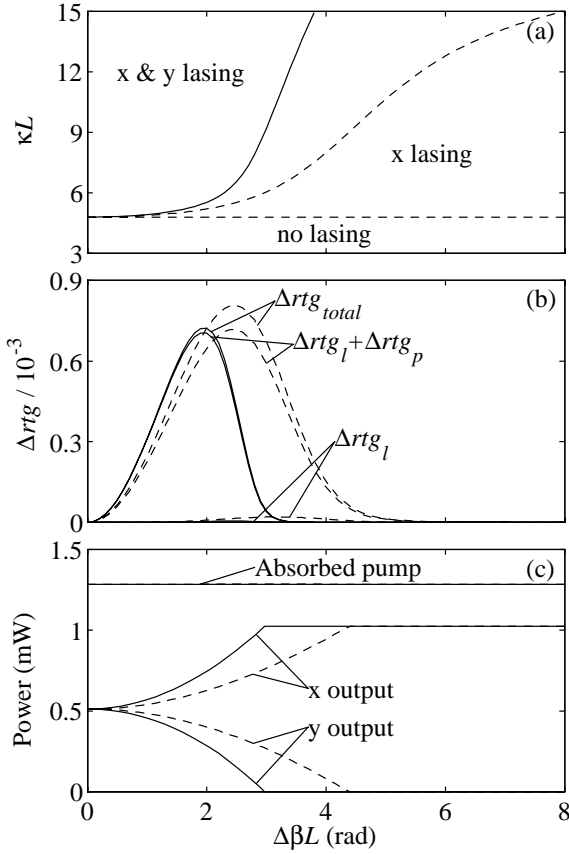 15
(a)
x & y lasing
12
κL
9
x lasing
6
no lasing
3
0.9
(b)
Δrtg_total
0.6
Δrtg_l+Δrtg_p
Δrtg / 10^-3
0.3
Δrtg_l
0
1.5
(c)
Absorbed pump
Power (mW)
1
x output
0.5
y output
0
0 2 4 6 8
ΔβL (rad)